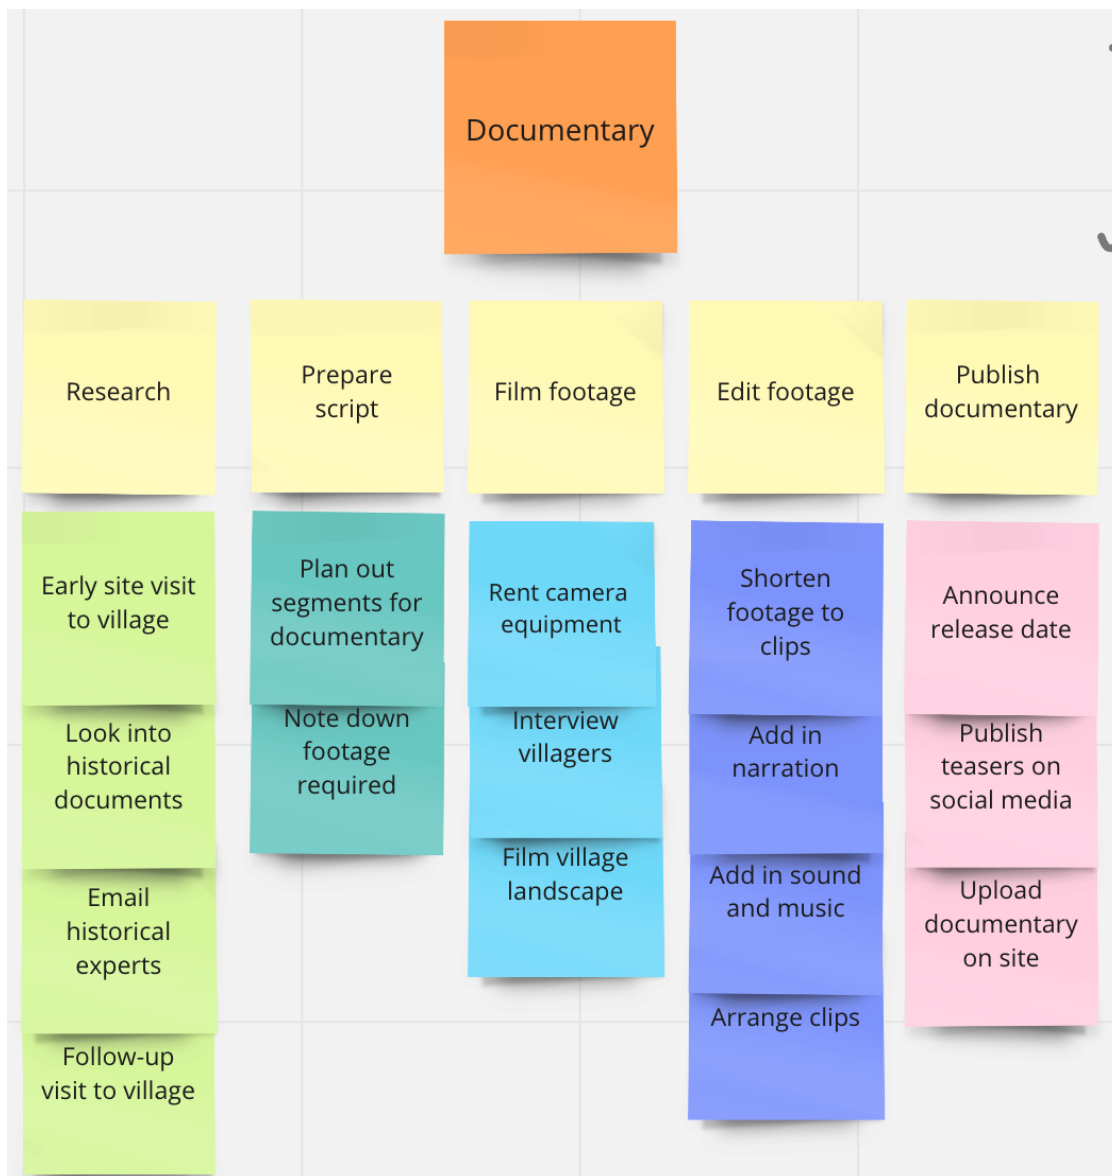 Documentary
Research
Prepare
script
Film footage
Edit footage
Publish
documentary
Early site visit
to village
Look into
historical
documents
Email
historical
experts
Follow-up
visit to village
Plan out
segments for
documentary
Note down
footage
required
Rent camera
equipment
Interview
villagers
Film village
landscape
Shorten
footage to
clips
Add in
narration
Add in sound
and music
Arrange clips
Announce
release date
Publish
teasers on
social media
Upload
documentary
on site